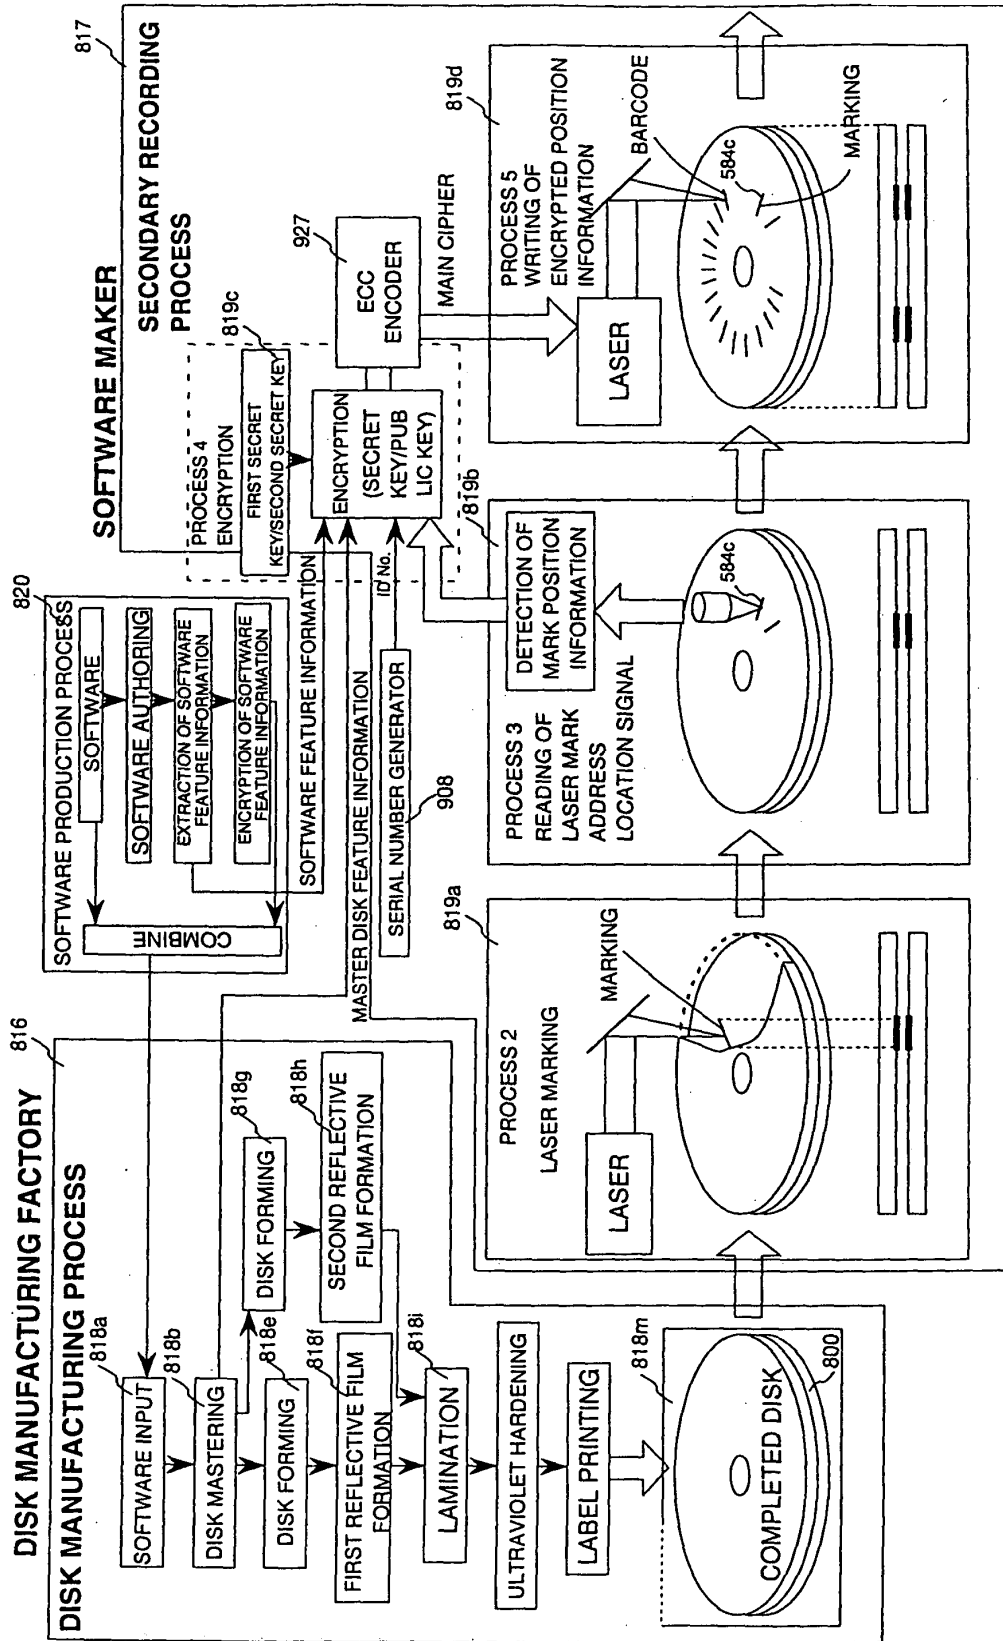 DISK MANUFACTURING FACTORY
DISK MANUFACTURING PROCESS
816
818a
SOFTWARE INPUT
818b
DISK MASTERING
818g
DISK FORMING
818e
DISK FORMING
818h
SECOND REFLECTIVE
FILM FORMATION
818f
FIRST REFLECTIVE FILM
FORMATION
818i
LAMINATION
ULTRAVIOLET HARDENING
LABEL PRINTING
818m
COMPLETED DISK
800
SOFTWARE PRODUCTION PROCESS
820
SOFTWARE
SOFTWARE AUTHORING
EXTRACTION OF SOFTWARE
FEATURE INFORMATION
ENCRYPTION OF SOFTWARE
FEATURE INFORMATION
COMBINE
SOFTWARE FEATURE INFORMATION
MASTER DISK FEATURE INFORMATION
ID No.
SERIAL NUMBER GENERATOR
908
SOFTWARE MAKER
817
SECONDARY RECORDING
PROCESS
PROCESS 4
ENCRYPTION
819c
FIRST SECRET
KEY/SECOND SECRET KEY
ENCRYPTION
(SECRET
KEY/PUB
LIC KEY)
927
ECC
ENCODER
MAIN CIPHER
819a
PROCESS 2
LASER MARKING
LASER
MARKING
819b
DETECTION OF
MARK POSITION
INFORMATION
PROCESS 3
READING OF
LASER MARK
ADDRESS
LOCATION SIGNAL
584c
819d
PROCESS 5
WRITING OF
ENCRYPTED POSITION
INFORMATION
LASER
BARCODE
584c
MARKING